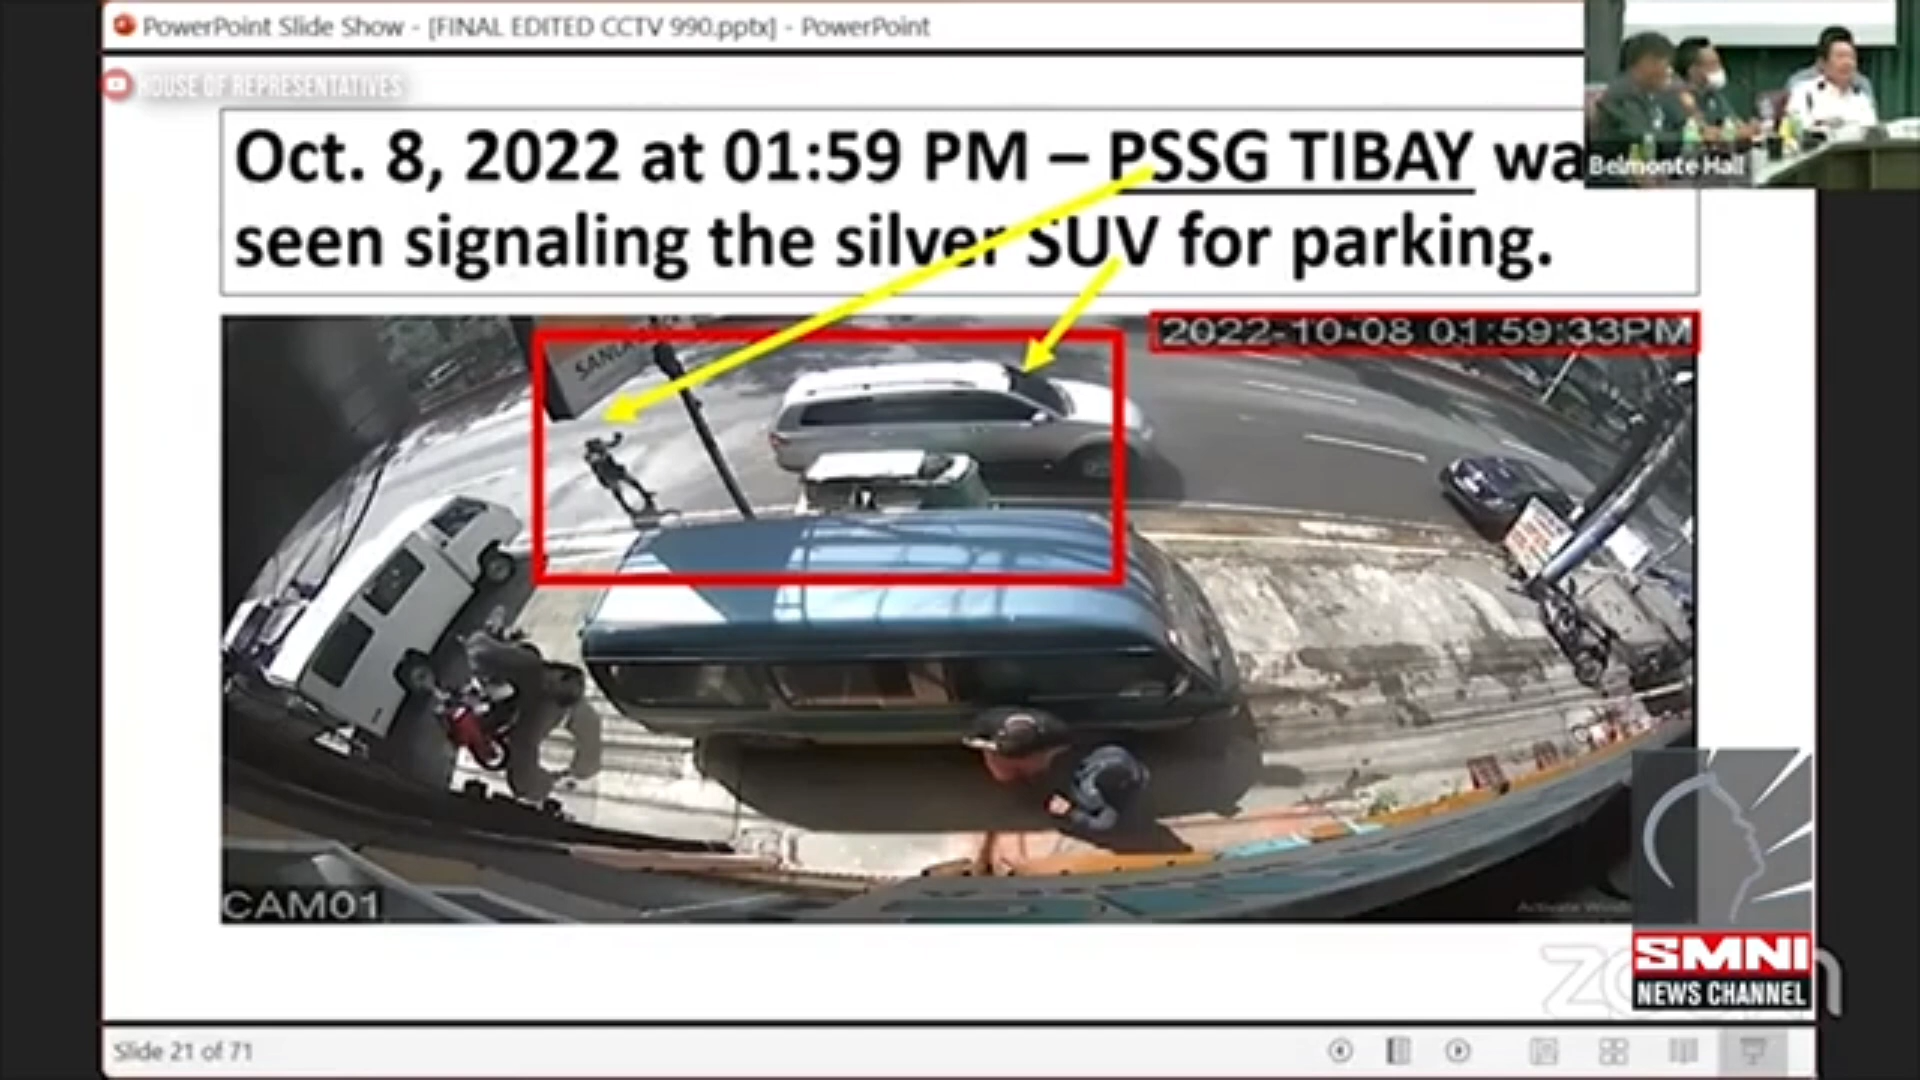 PowerPoint Slide Show - [FINAL EDITED CCTV 990.pptx] - PowerPoint
HOUSE OF REPRESENTATIVES
Oct. 8, 2022 at 01:59 PM – PSSG TIBAY wa
seen signaling the silver SUV for parking.
Belmonte Hall
2022-10-08 01:59:33PM
CAM01
SMNI
NEWS CHANNEL
Slide 21 of 71